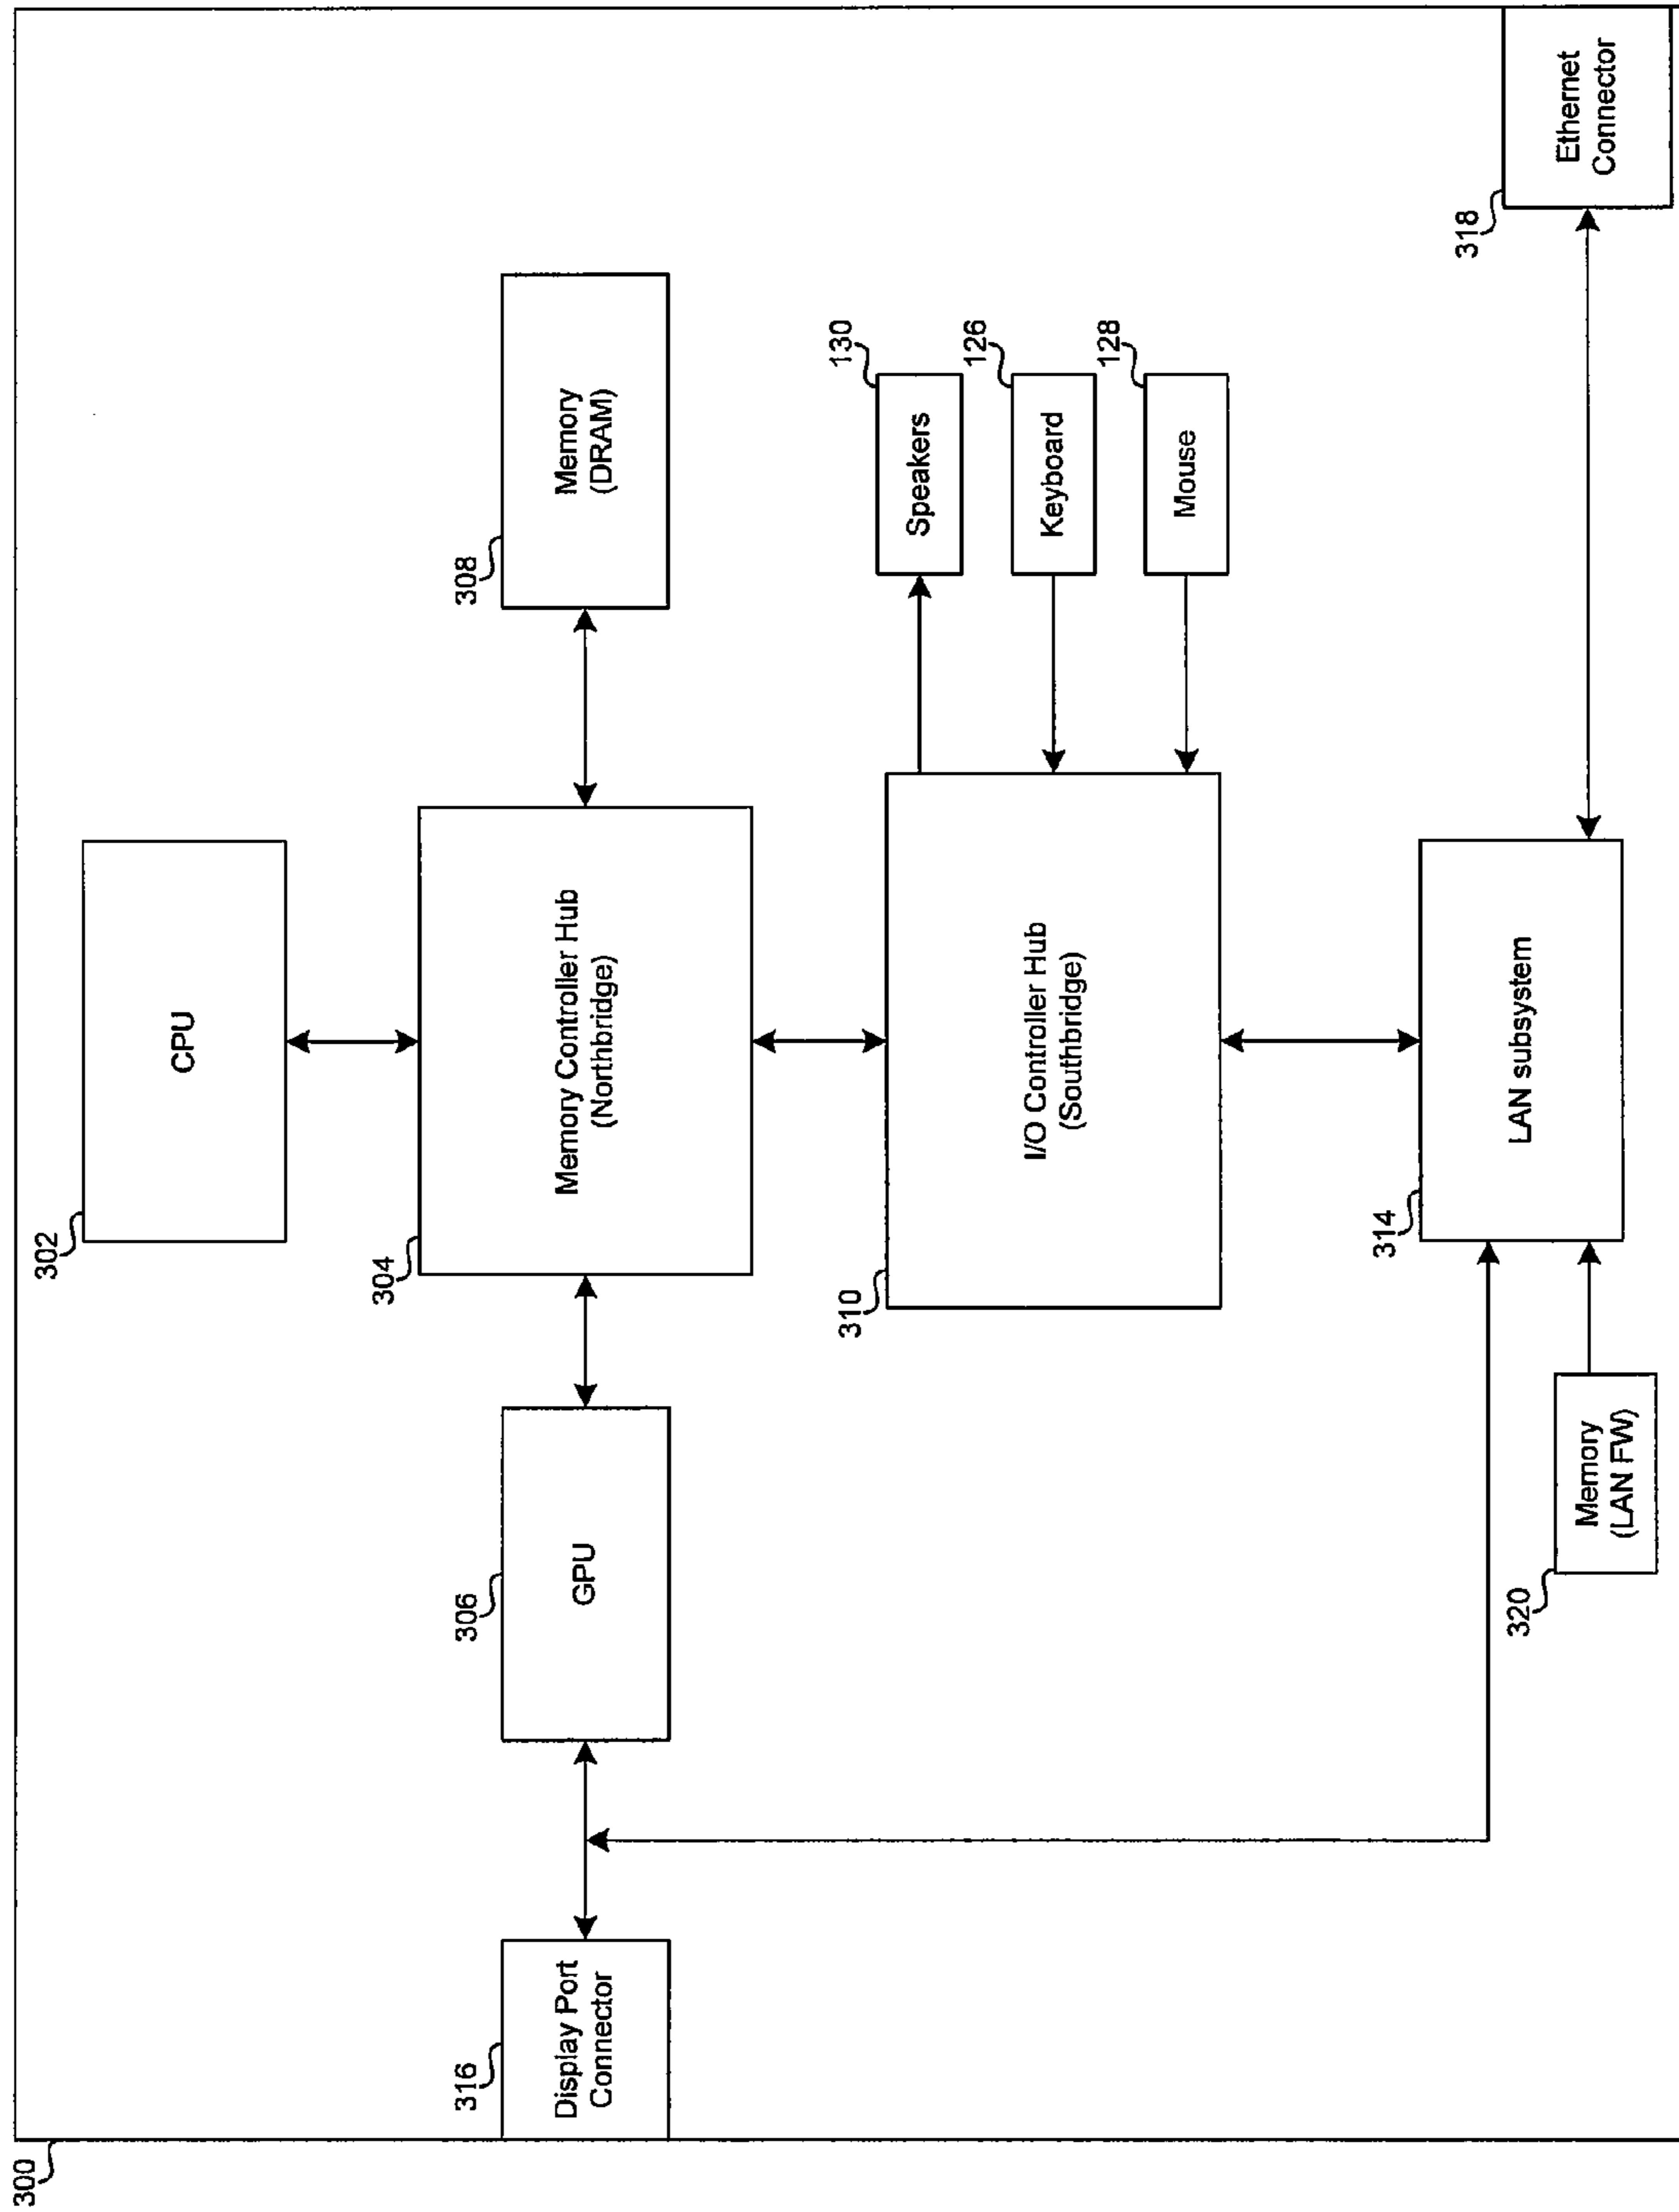 300
302
CPU
304
Memory Controller Hub
(Northbridge)
316
Display Port
Connector
306
GPU
308
Memory
(DRAM)
310
I/O Controller Hub
(Southbridge)
130
Speakers
126
Keyboard
128
Mouse
314
LAN subsystem
320
Memory
(LAN FW)
318
Ethernet
Connector